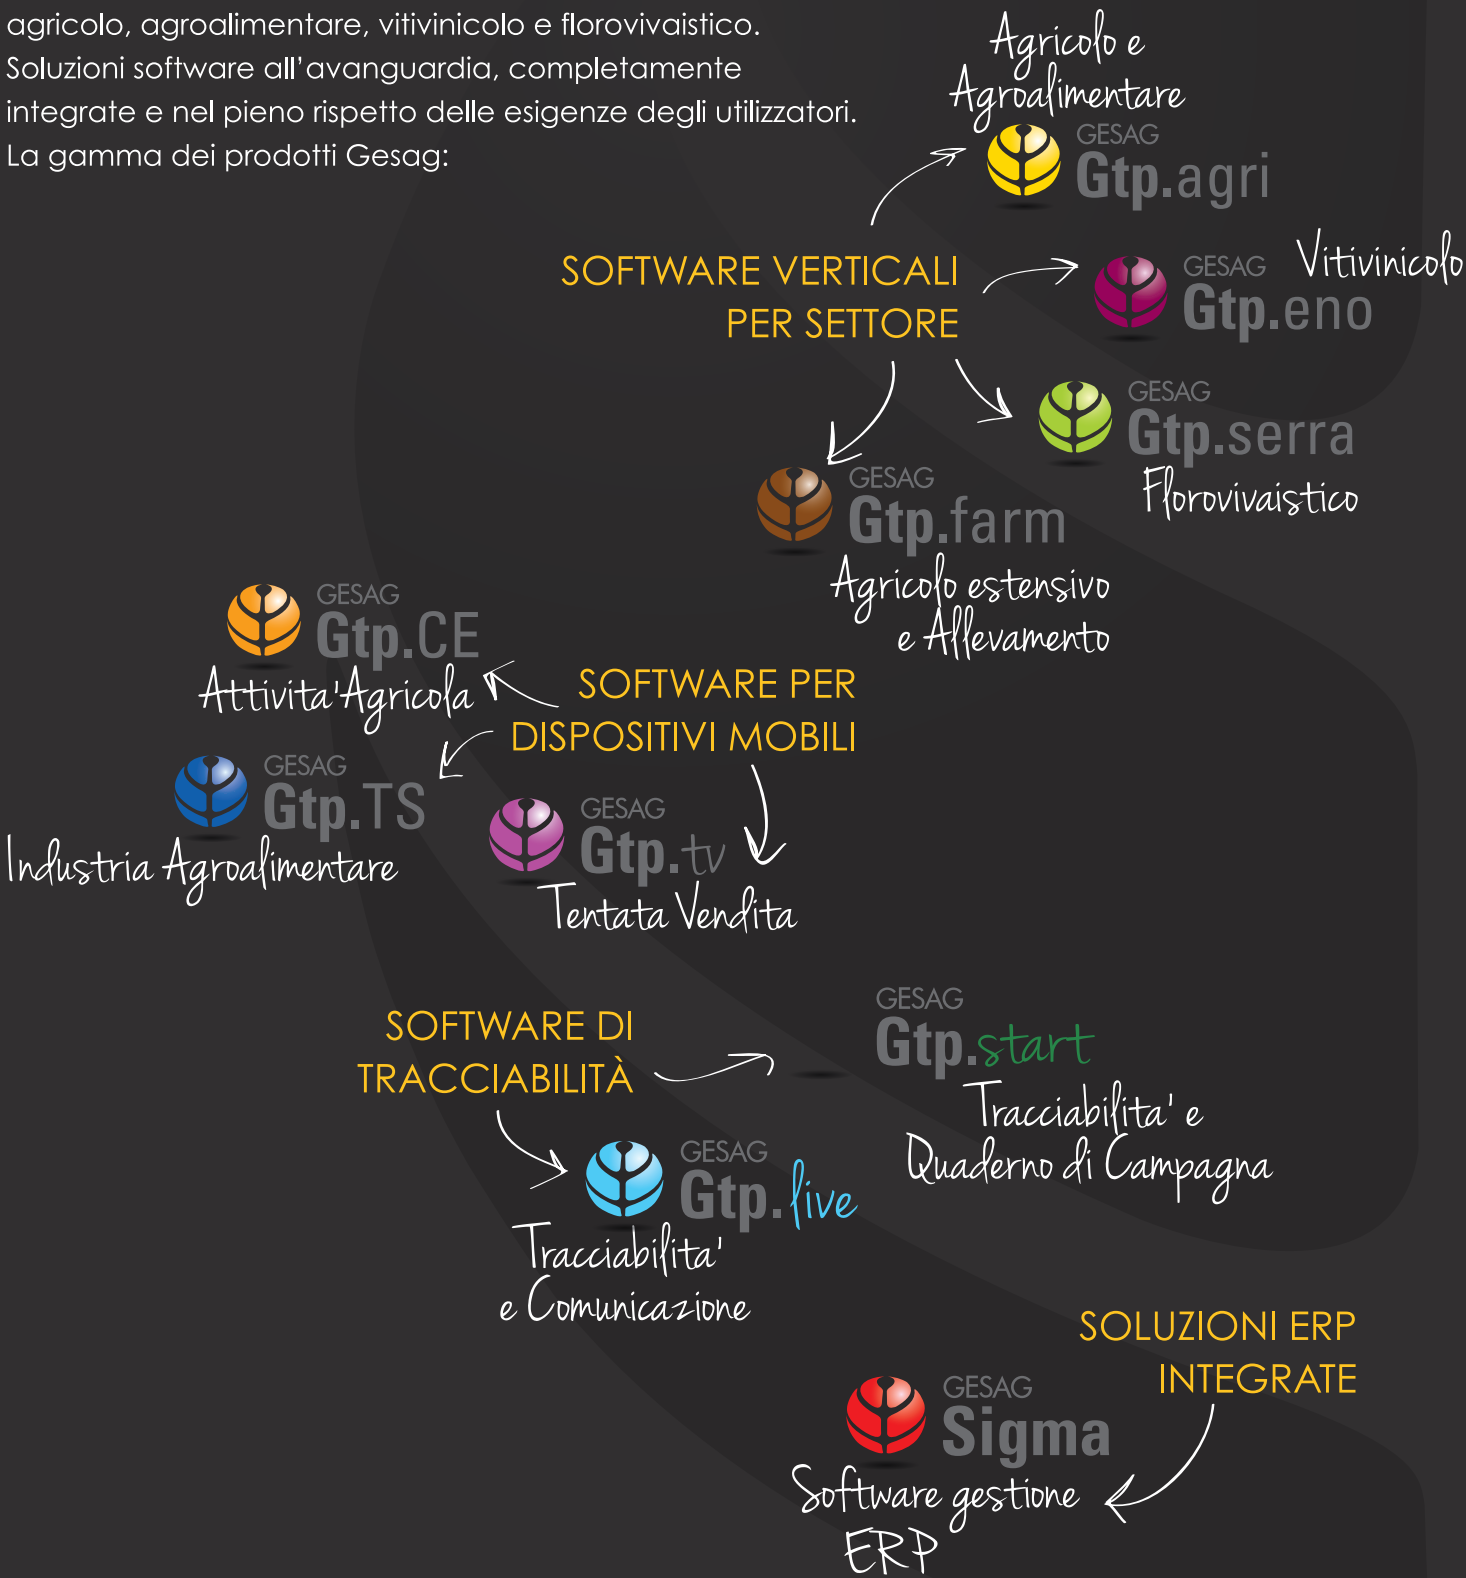 agricolo, agroalimentare, vitivinicolo e florovivaistico.
Soluzioni software all'avanguardia, completamente
integrate e nel pieno rispetto delle esigenze degli utilizzatori.
La gamma dei prodotti Gesag:
Agricolo e
Agroalimentare
GESAG
Gtp.agri
SOFTWARE VERTICALI
PER SETTORE
Vitivinicolo
GESAG
Gtp.eno
GESAG
Gtp.serra
Florovivaistico
GESAG
Gtp.farm
Agricolo estensivo
e Allevamento
SOFTWARE PER
DISPOSITIVI MOBILI
GESAG
Gtp.CE
Attivita'Agricola
GESAG
Gtp.TS
Industria Agroalimentare
GESAG
Gtp.tv
Tentata Vendita
SOFTWARE DI
TRACCIABILITÀ
GESAG
Gtp.start
Tracciabilita' e
Quaderno di Campagna
GESAG
Gtp.live
Tracciabilita'
e Comunicazione
SOLUZIONI ERP
INTEGRATE
GESAG
Sigma
Software gestione
ERP